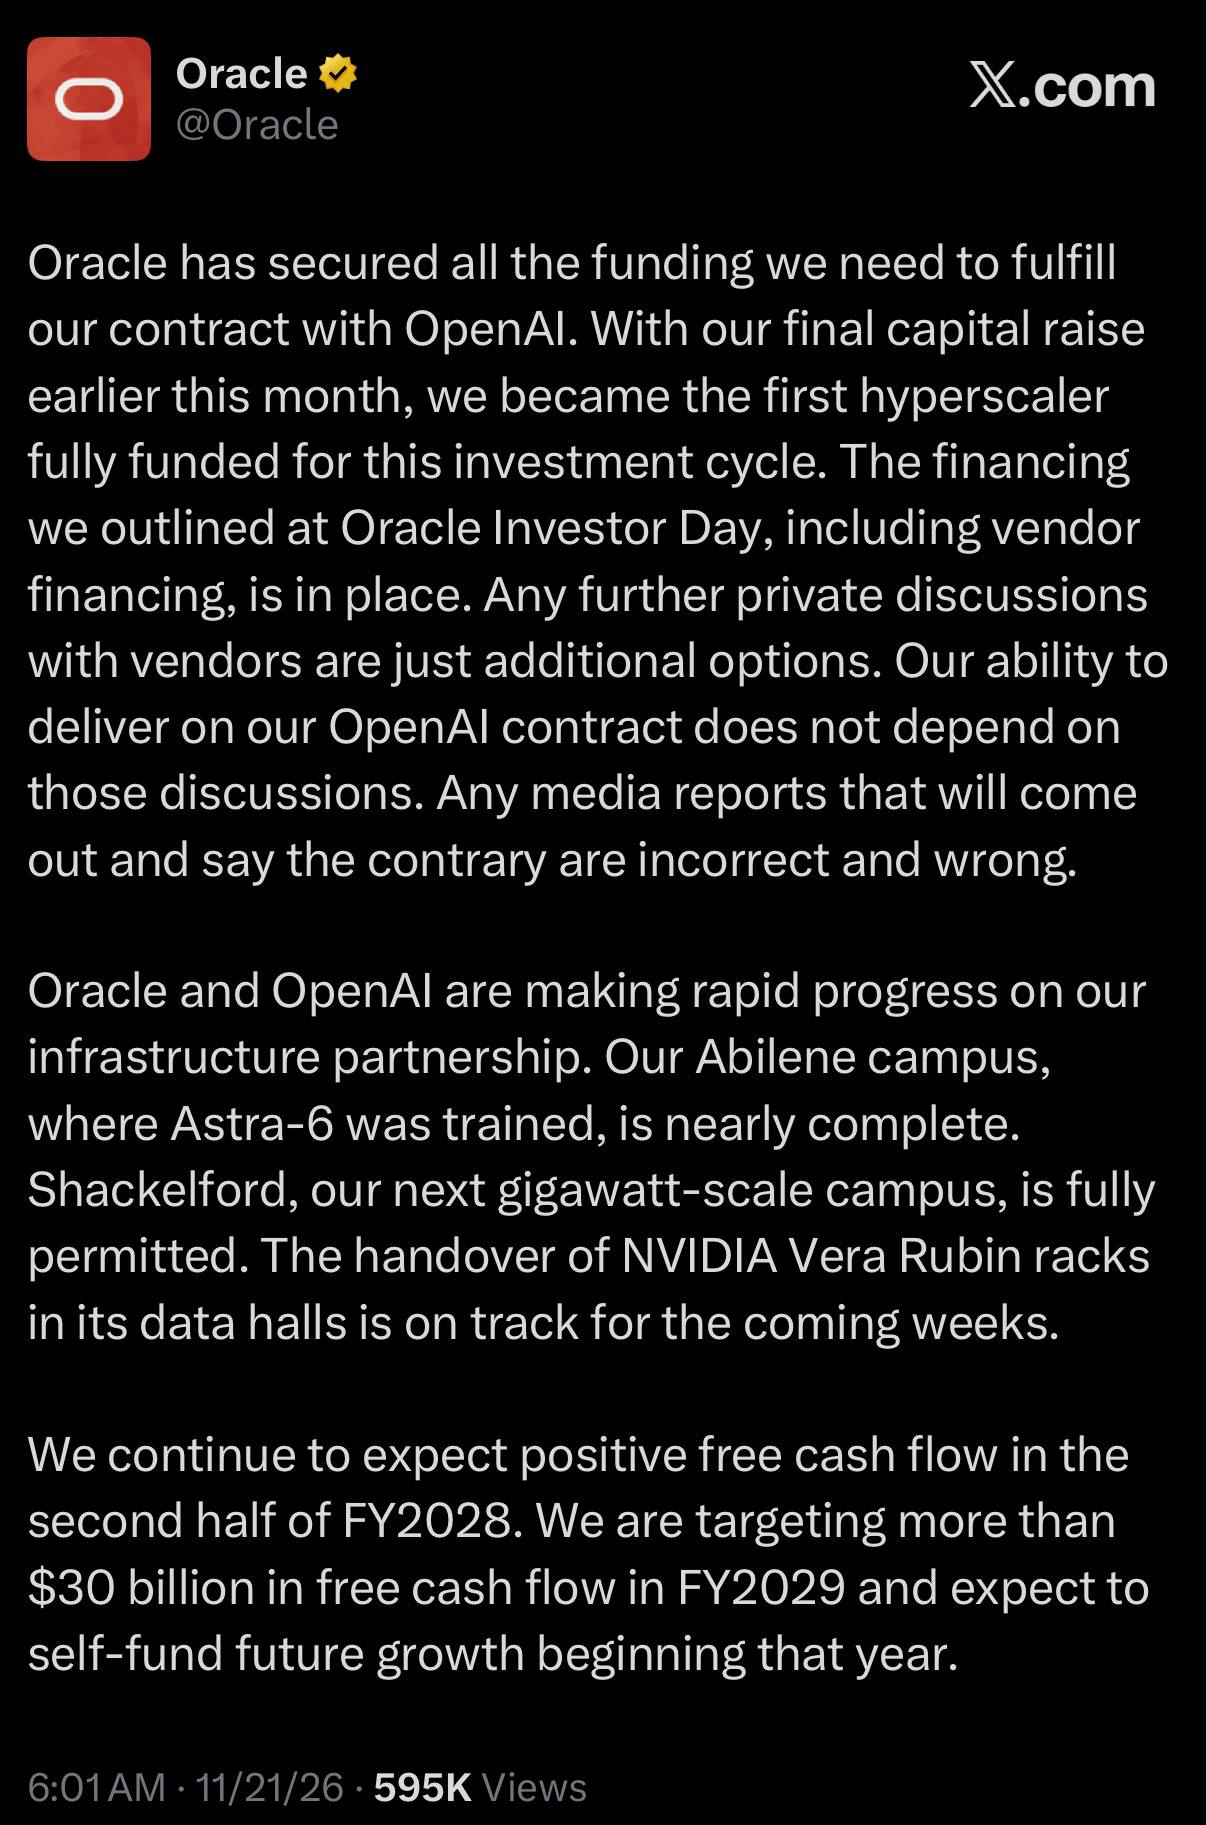 Oracle
@Oracle
X.com
Oracle has secured all the funding we need to fulfill
our contract with OpenAI. With our final capital raise
earlier this month, we became the first hyperscaler
fully funded for this investment cycle. The financing
we outlined at Oracle Investor Day, including vendor
financing, is in place. Any further private discussions
with vendors are just additional options. Our ability to
deliver on our OpenAI contract does not depend on
those discussions. Any media reports that will come
out and say the contrary are incorrect and wrong.
Oracle and OpenAI are making rapid progress on our
infrastructure partnership. Our Abilene campus,
where Astra-6 was trained, is nearly complete.
Shackelford, our next gigawatt-scale campus, is fully
permitted. The handover of NVIDIA Vera Rubin racks
in its data halls is on track for the coming weeks.
We continue to expect positive free cash flow in the
second half of FY2028. We are targeting more than
$30 billion in free cash flow in FY2029 and expect to
self-fund future growth beginning that year.
6:01 AM · 11/21/26 · 595K Views